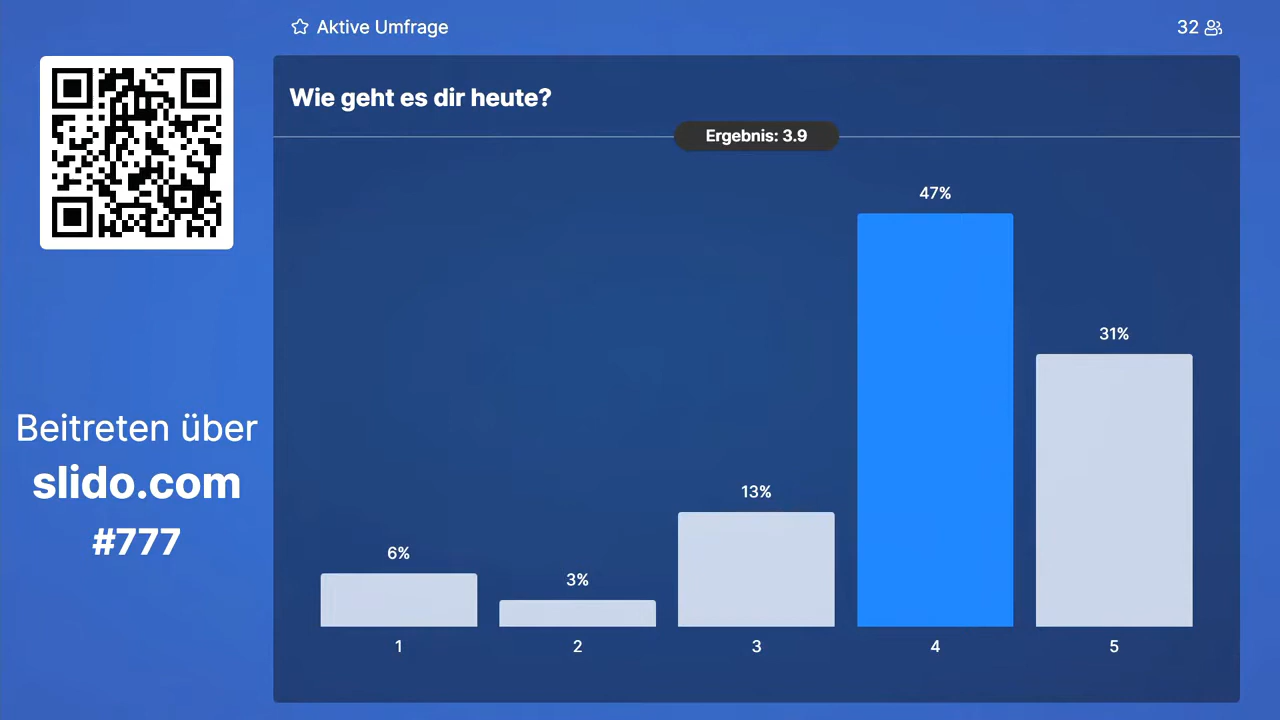 Aktive Umfrage
32
Wie geht es dir heute?
Ergebnis: 3.9
47%
31%
13%
6%
3%
1
2
3
4
5
Beitreten über
slido.com
#777